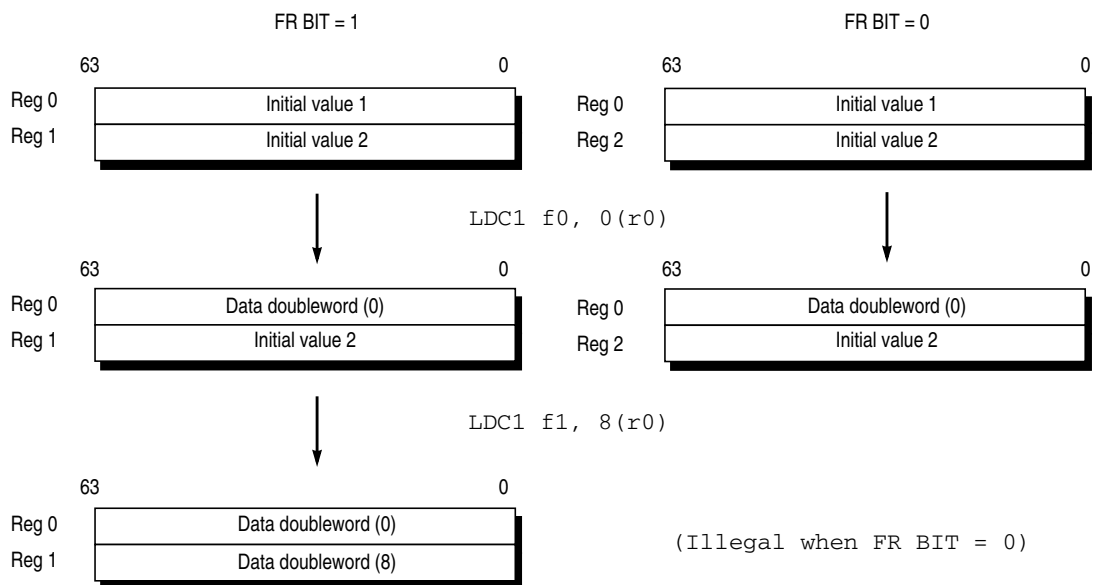 FR BIT = 1
FR BIT = 0
63 0
63 0
Reg 0 Initial value 1
Reg 0 Initial value 1
Reg 1 Initial value 2
Reg 2 Initial value 2
LDC1 f0, 0(r0)
63 0
63 0
Reg 0 Data doubleword (0)
Reg 0 Data doubleword (0)
Reg 1 Initial value 2
Reg 2 Initial value 2
LDC1 f1, 8(r0)
63 0
Reg 0 Data doubleword (0)
Reg 1 Data doubleword (8)
(Illegal when FR BIT = 0)